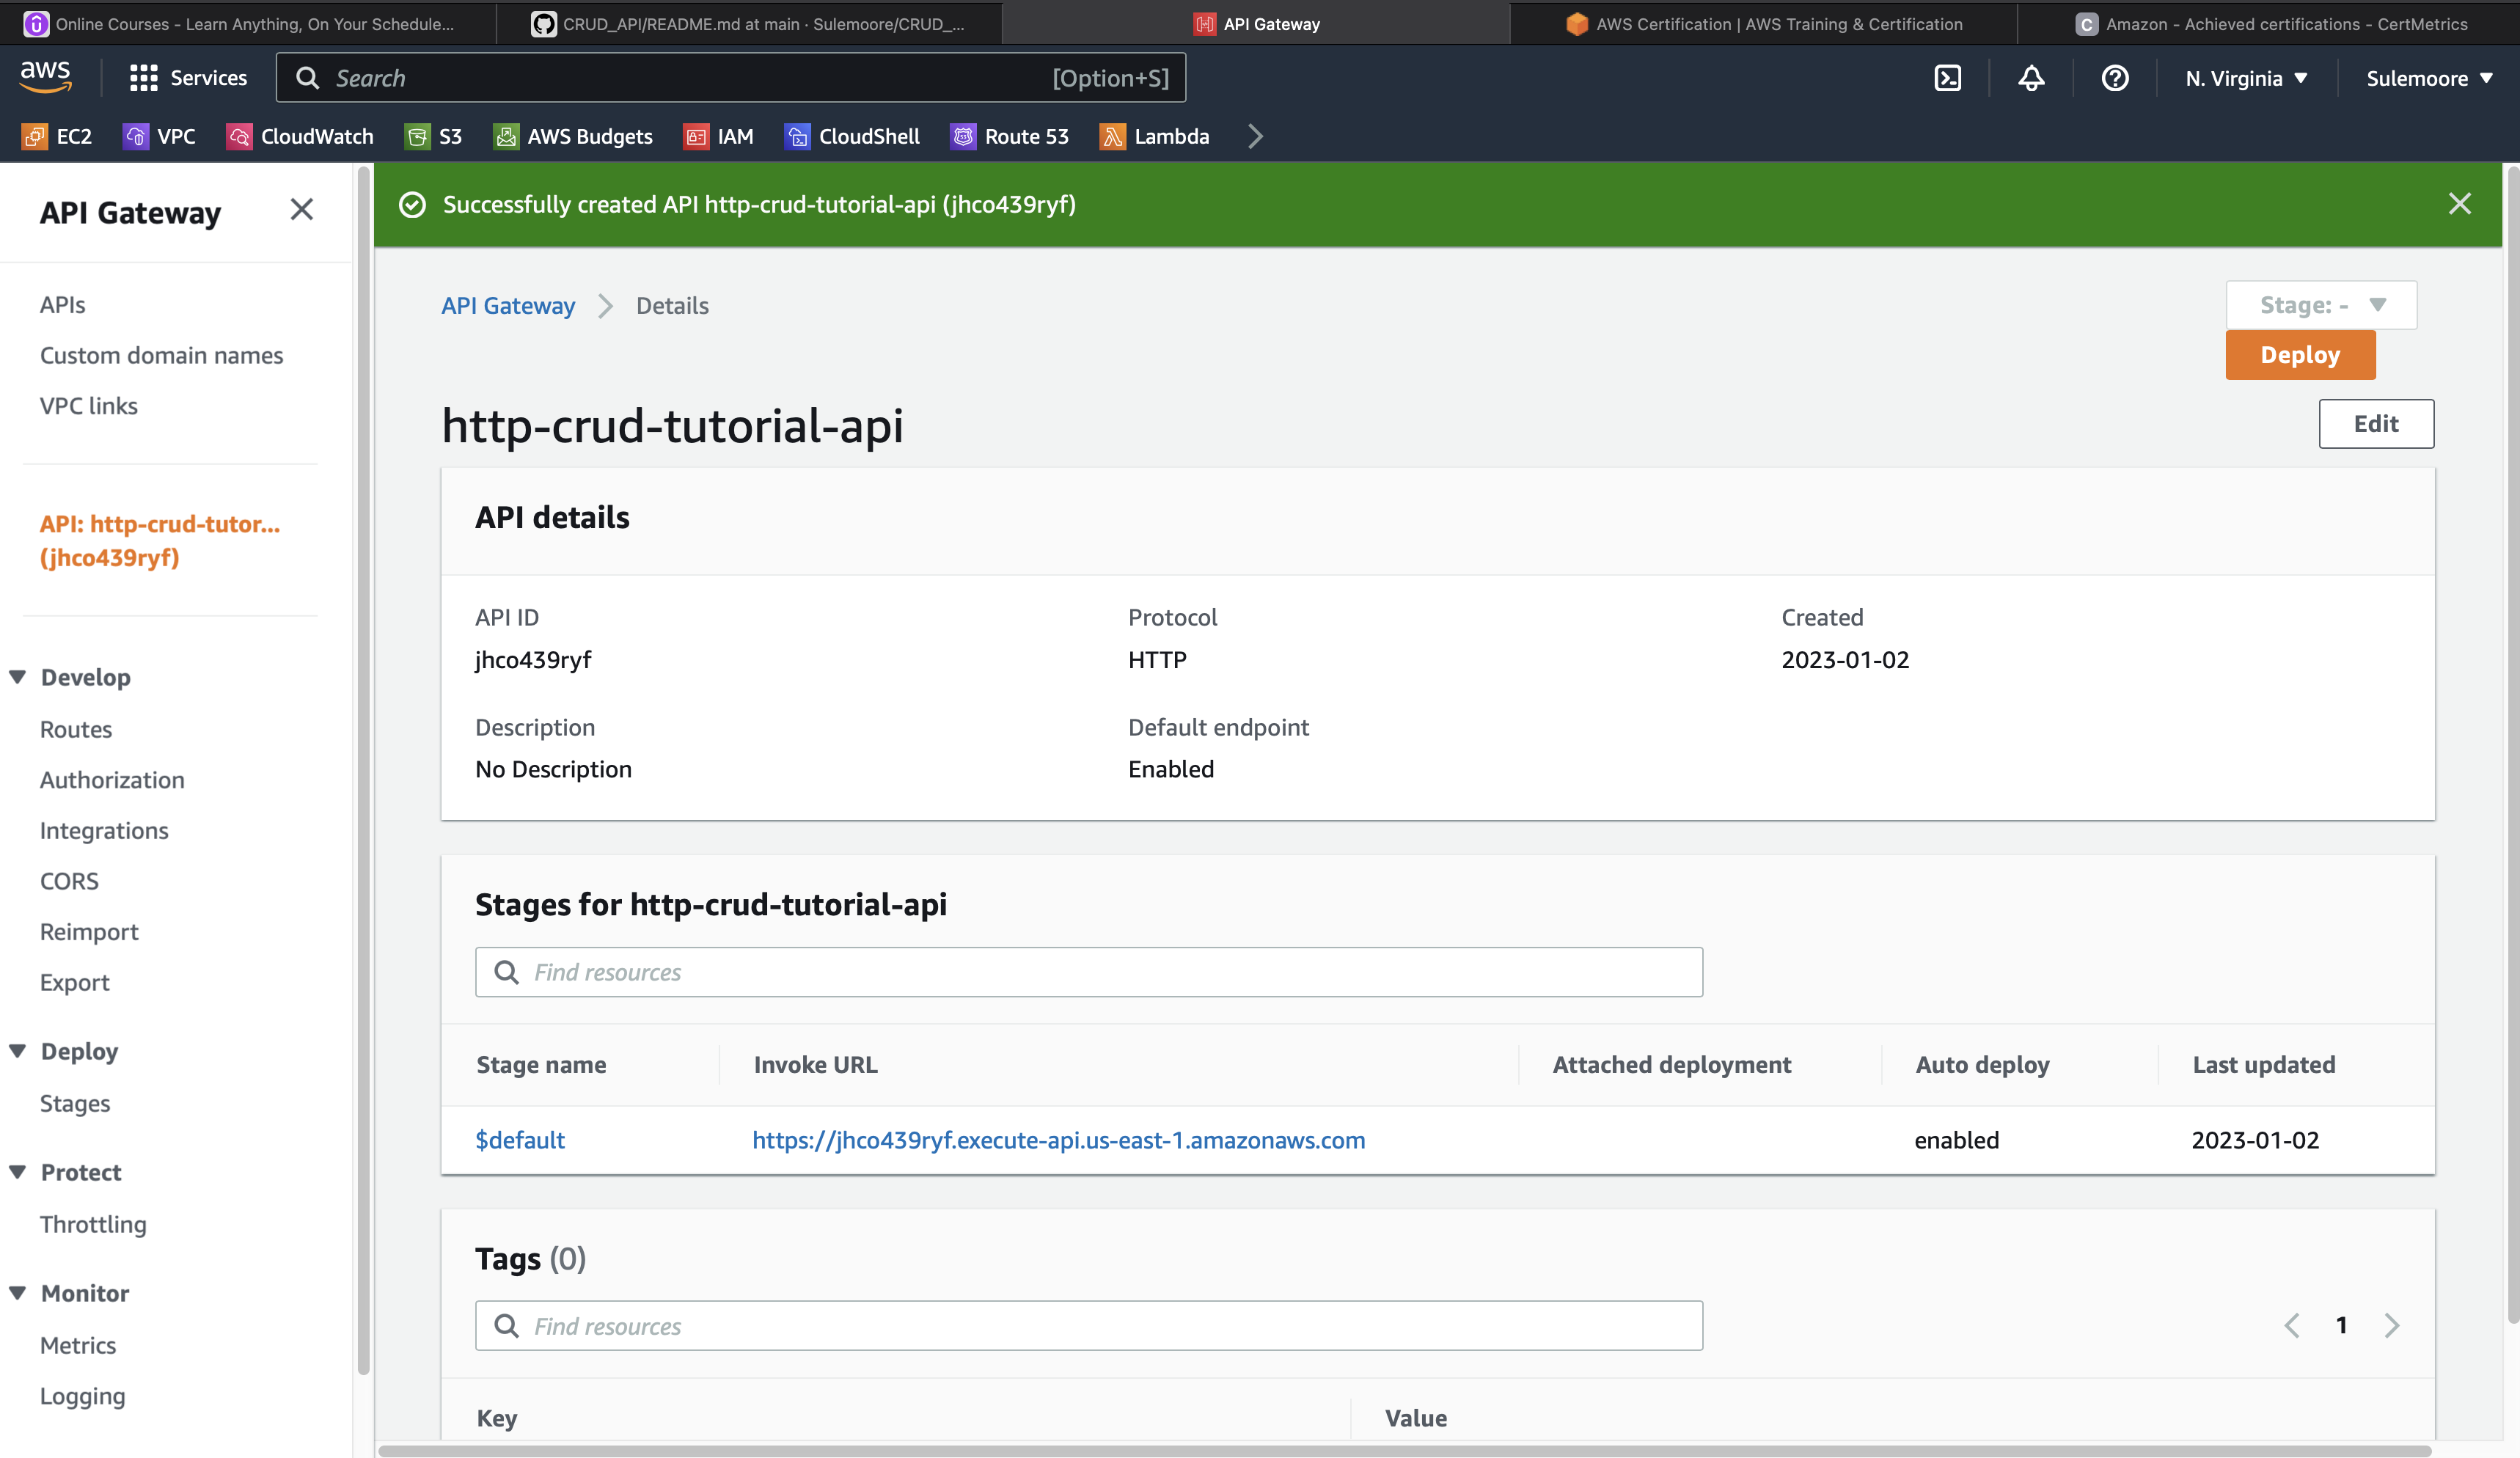 Online Courses - Learn Anything, On Your Schedule...
CRUD_API/README.md at main · Sulemoore/CRUD_...
API Gateway
AWS Certification | AWS Training & Certification
C Amazon - Achieved certifications - CertMetrics
aws
Services
Search
[Option+S]
N. Virginia
Sulemoore
EC2
VPC
CloudWatch
S3
AWS Budgets
IAM
CloudShell
Route 53
Lambda
API Gateway
APIs
Custom domain names
VPC links
API: http-crud-tutor...
(jhco439ryf)
Develop
Routes
Authorization
Integrations
CORS
Reimport
Export
Deploy
Stages
Protect
Throttling
Monitor
Metrics
Logging
Successfully created API http-crud-tutorial-api (jhco439ryf)
API Gateway
Details
Stage: -
Deploy
http-crud-tutorial-api
Edit
API details
API ID
Protocol
Created
jhco439ryf
HTTP
2023-01-02
Description
Default endpoint
No Description
Enabled
Stages for http-crud-tutorial-api
Find resources
Stage name
Invoke URL
Attached deployment
Auto deploy
Last updated
$default
https://jhco439ryf.execute-api.us-east-1.amazonaws.com
enabled
2023-01-02
Tags (0)
Find resources
1
Key
Value